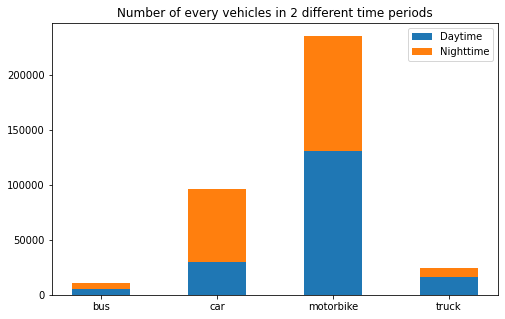 Number of every vehicles in 2 different time periods
Daytime
Nighttime
200000
150000
100000
50000
0
bus car motorbike truck